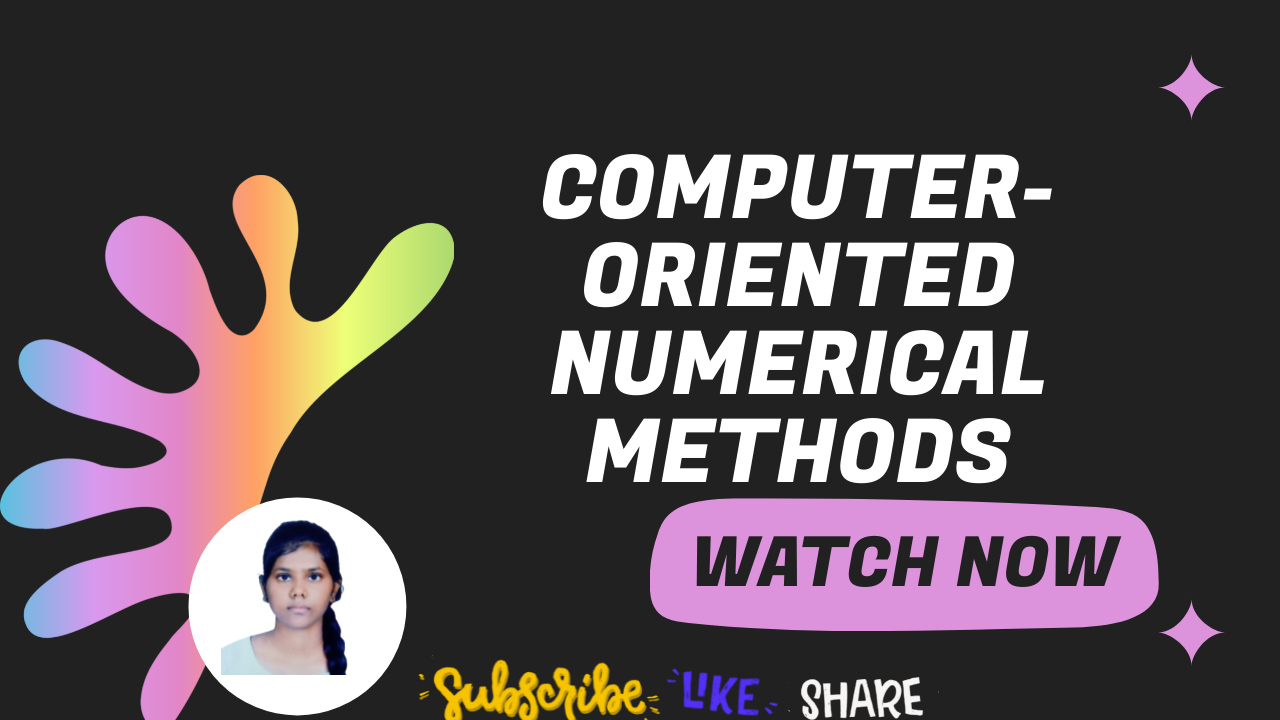 COMPUTER-
ORIENTED
NUMERICAL
METHODS
WATCH NOW
Subscribe LIKE SHARE